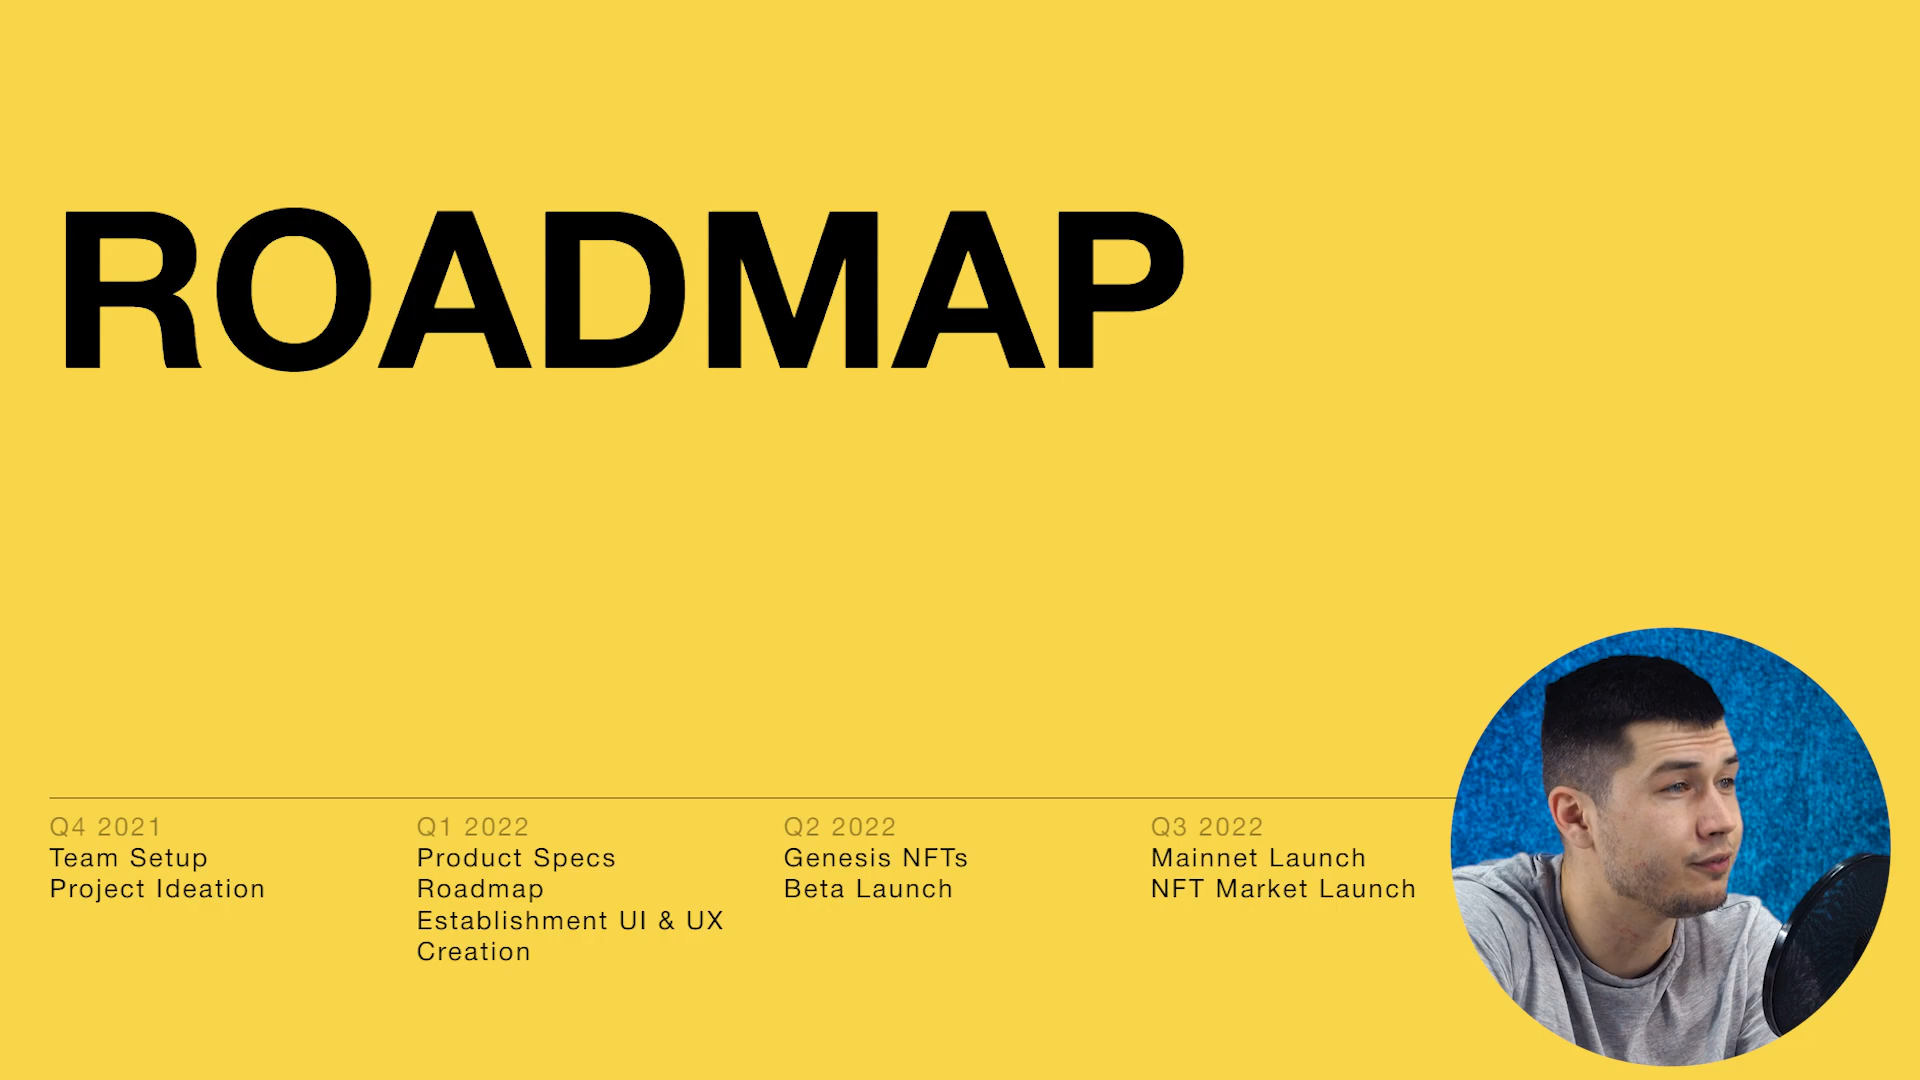 ROADMAP
Q4 2021
Team Setup
Project Ideation
Q1 2022
Product Specs
Roadmap
Establishment UI & UX
Creation
Q2 2022
Genesis NFTs
Beta Launch
Q3 2022
Mainnet Launch
NFT Market Launch